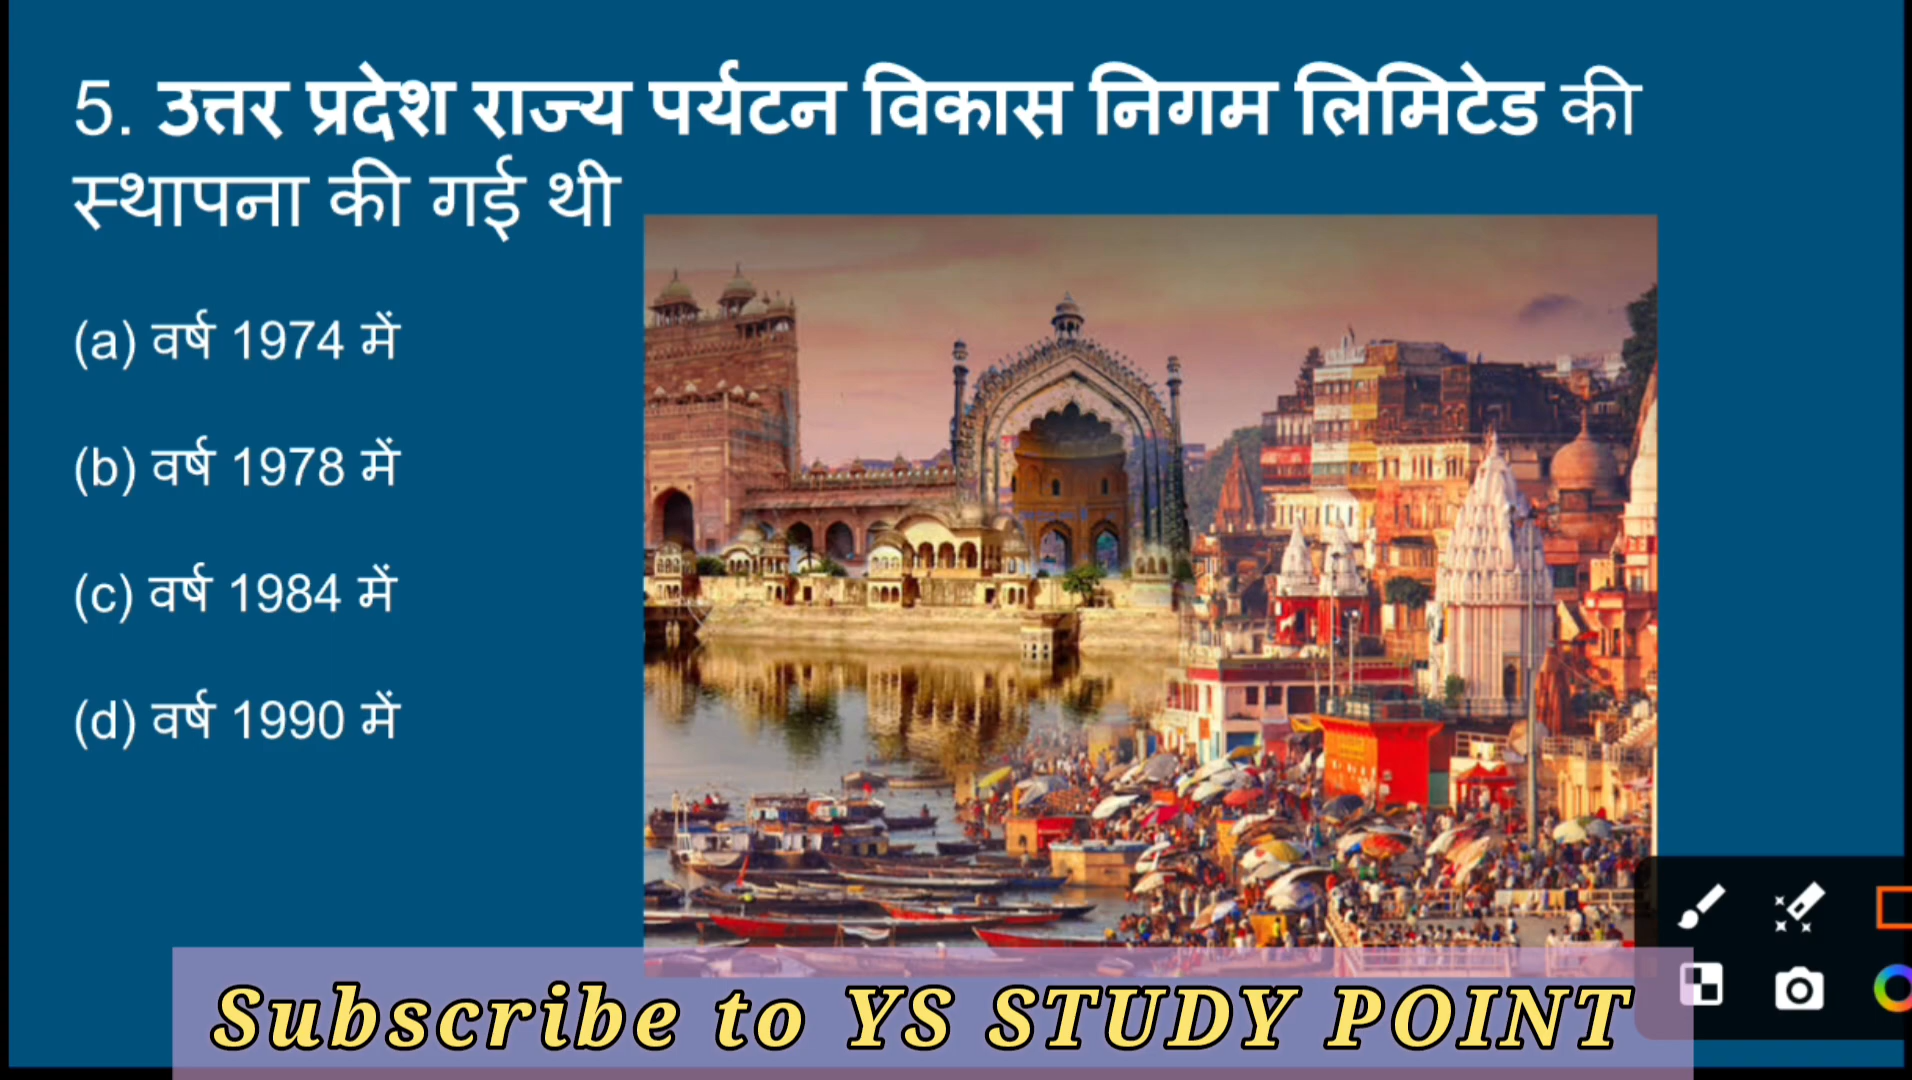 5. उत्तर प्रदेश राज्य पर्यटन विकास निगम लिमिटेड की
स्थापना की गई थी
(a) वर्ष 1974 में
(b) वर्ष 1978 में
(c) वर्ष 1984 में
(d) वर्ष 1990 में
Subscribe to YS STUDY POINT